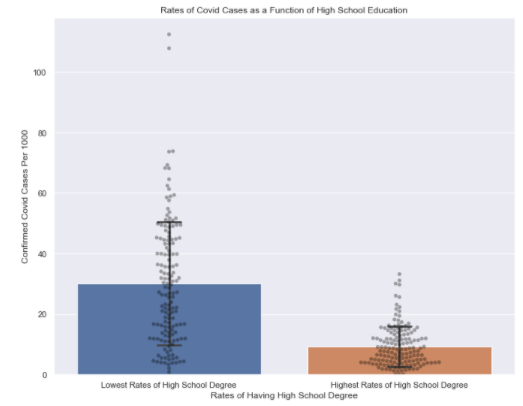 Rates of Covid Cases as a Function of High School Education
Confirmed Covid Cases Per 1000
100
80
60
40
20
0
Lowest Rates of High School Degree
Highest Rates of High School Degree
Rates of Having High School Degree